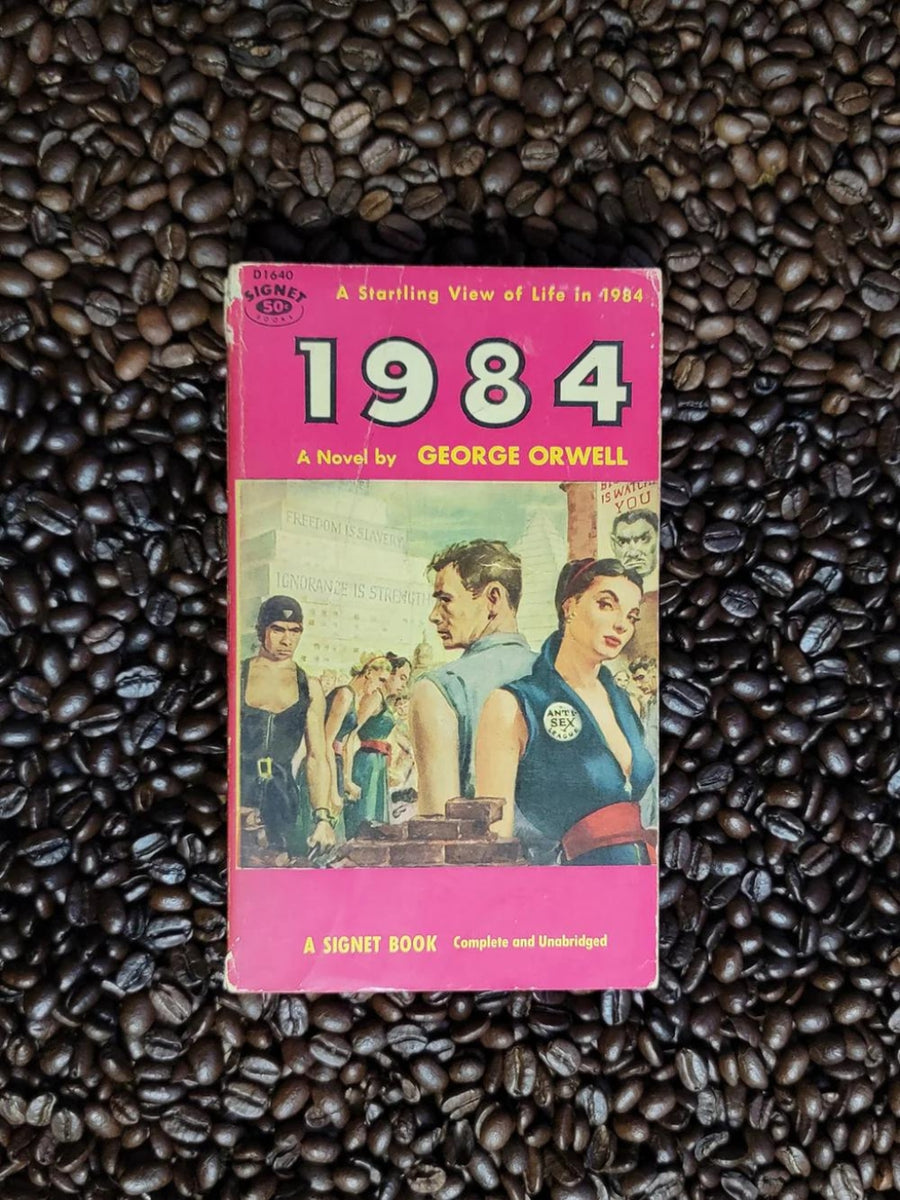 D1640
SIGNET
50¢
BOOKS
A Startling View of Life in 1984
1984
A Novel by GEORGE ORWELL
IS WATCH
YOU
FREEDOM IS SLAVERY
IGNORANCE IS STRENGTH
ANTI-
SEX
LEAGUE
A SIGNET BOOK Complete and Unabridged